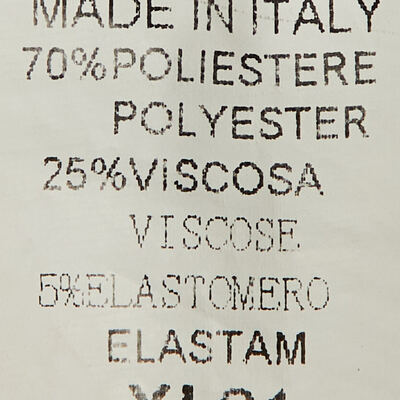 MADE IN ITALY
70%POLIESTERE
POLYESTER
25%VISCOSA
VISCOSE
5%ELASTOMERO
ELASTAM